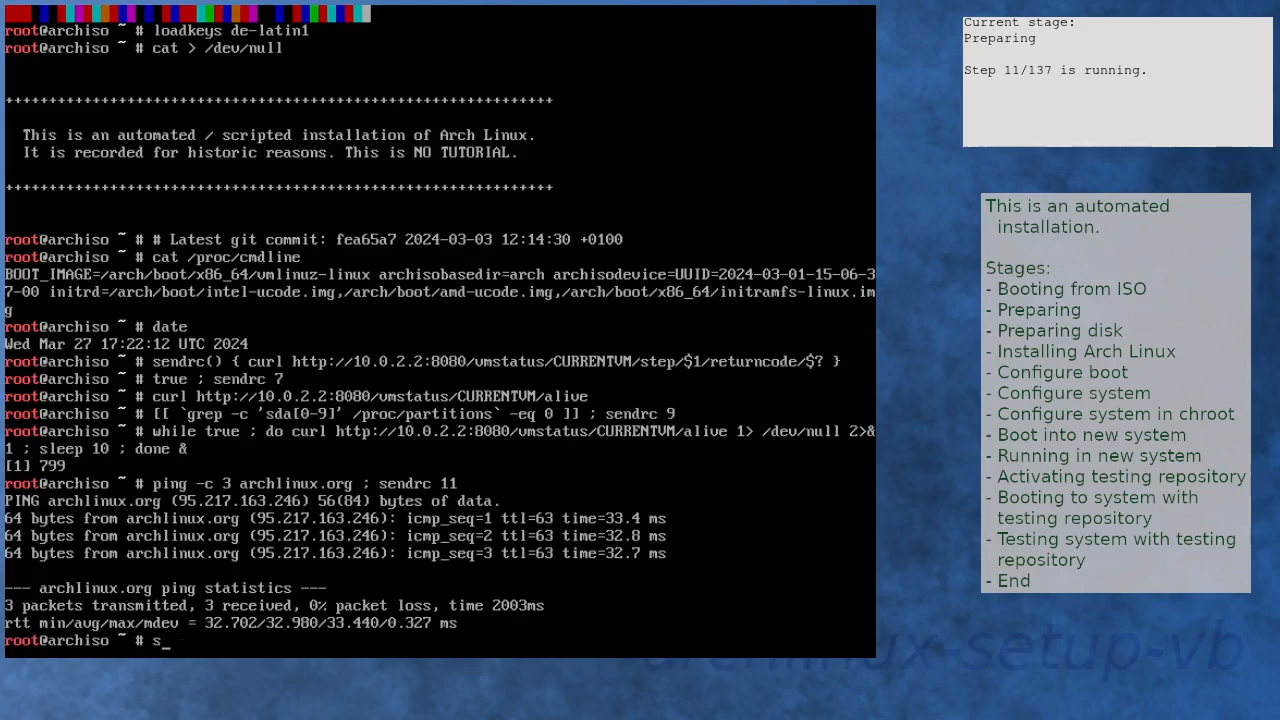 root@archiso ~ # loadkeys de-latin1
root@archiso ~ # cat > /dev/null
+++++++++++++++++++++++++++++++++++++++++++++++++++++++++++++++
This is an automated / scripted installation of Arch Linux.
It is recorded for historic reasons. This is NO TUTORIAL.
+++++++++++++++++++++++++++++++++++++++++++++++++++++++++++++++
root@archiso ~ # # Latest git commit: fea65a7 2024-03-03 12:14:30 +0100
root@archiso ~ # cat /proc/cmdline
BOOT_IMAGE=/arch/boot/x86_64/vmlinuz-linux archisobasedir=arch archisodevice=UUID=2024-03-01-15-06-3
7-00 initrd=/arch/boot/intel-ucode.img,/arch/boot/amd-ucode.img,/arch/boot/x86_64/initramfs-linux.im
g
root@archiso ~ # date
Wed Mar 27 17:22:12 UTC 2024
root@archiso ~ # sendrc() { curl http://10.0.2.2:8080/vmstatus/CURRENTVM/step/$1/returncode/$? }
root@archiso ~ # true ; sendrc 7
root@archiso ~ # curl http://10.0.2.2:8080/vmstatus/CURRENTVM/alive
root@archiso ~ # [[ `grep -c 'sda[0-9]' /proc/partitions` -eq 0 ]] ; sendrc 9
root@archiso ~ # while true ; do curl http://10.0.2.2:8080/vmstatus/CURRENTVM/alive 1> /dev/null 2>&
1 ; sleep 10 ; done &
[1] 799
root@archiso ~ # ping -c 3 archlinux.org ; sendrc 11
PING archlinux.org (95.217.163.246) 56(84) bytes of data.
64 bytes from archlinux.org (95.217.163.246): icmp_seq=1 ttl=63 time=33.4 ms
64 bytes from archlinux.org (95.217.163.246): icmp_seq=2 ttl=63 time=32.8 ms
64 bytes from archlinux.org (95.217.163.246): icmp_seq=3 ttl=63 time=32.7 ms
--- archlinux.org ping statistics ---
3 packets transmitted, 3 received, 0% packet loss, time 2003ms
rtt min/avg/max/mdev = 32.702/32.980/33.440/0.327 ms
root@archiso ~ # s_
Current stage:
Preparing
Step 11/137 is running.
This is an automated
installation.
Stages:
- Booting from ISO
- Preparing
- Preparing disk
- Installing Arch Linux
- Configure boot
- Configure system
- Configure system in chroot
- Boot into new system
- Running in new system
- Activating testing repository
- Booting to system with
testing repository
- Testing system with testing
repository
- End